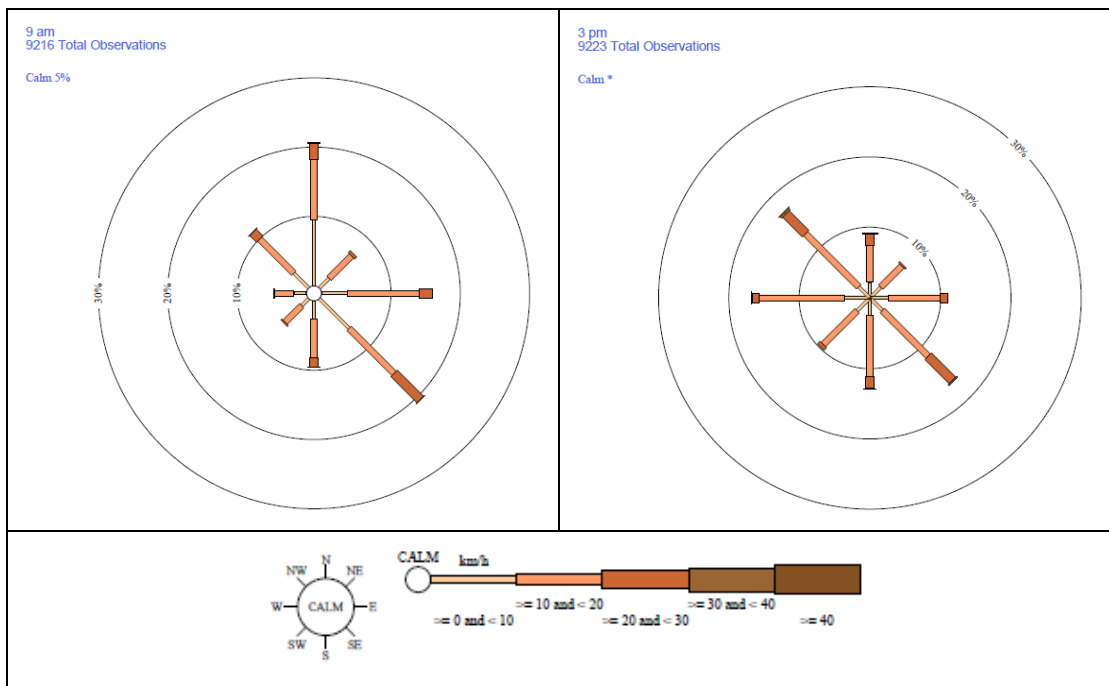 9 am
9216 Total Observations
Calm 5%
30%
20%
10%
3 pm
9223 Total Observations
Calm *
30%
20%
10%
N
NW NE
W CALM E
SW SE
S
CALM km/h
>= 10 and < 20 >= 30 and < 40
>= 0 and < 10 >= 20 and < 30 >= 40